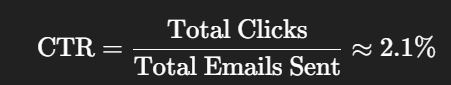 CTR = Total Clicks / Total Emails Sent ≈ 2.1%